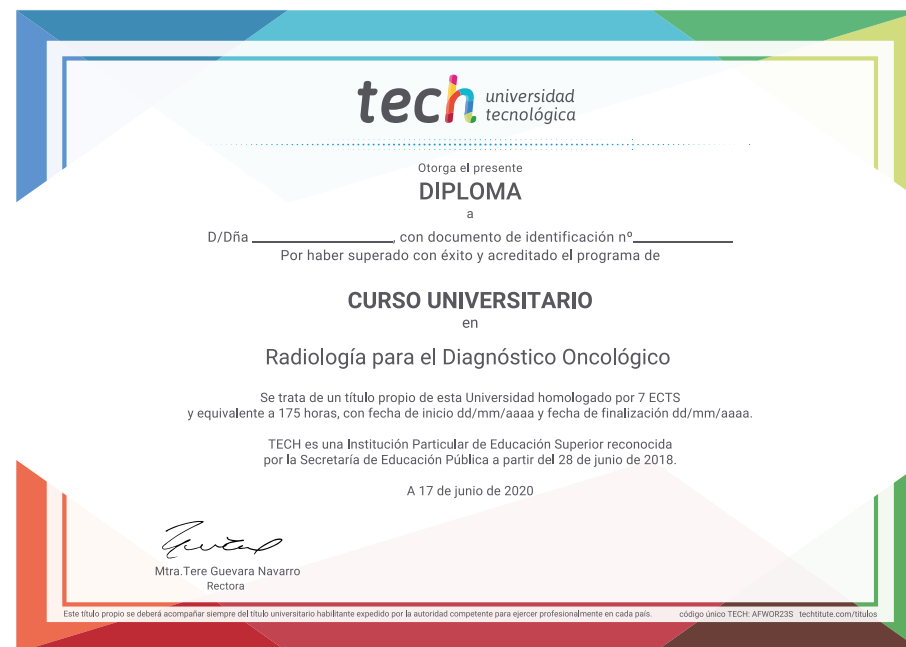 tech universidad
tecnológica
Otorga el presente
DIPLOMA
a
D/Dña ____________________, con documento de identificación nº______________
Por haber superado con éxito y acreditado el programa de
CURSO UNIVERSITARIO
en
Radiología para el Diagnóstico Oncológico
Se trata de un título propio de esta Universidad homologado por 7 ECTS
y equivalente a 175 horas, con fecha de inicio dd/mm/aaaa y fecha de finalización dd/mm/aaaa.
TECH es una Institución Particular de Educación Superior reconocida
por la Secretaría de Educación Pública a partir del 28 de junio de 2018.
A 17 de junio de 2020
Mtra.Tere Guevara Navarro
Rectora
Este título propio se deberá acompañar siempre del título universitario habilitante expedido por la autoridad competente para ejercer profesionalmente en cada país. código único TECH: AFWOR23S techtitute.com/titulos